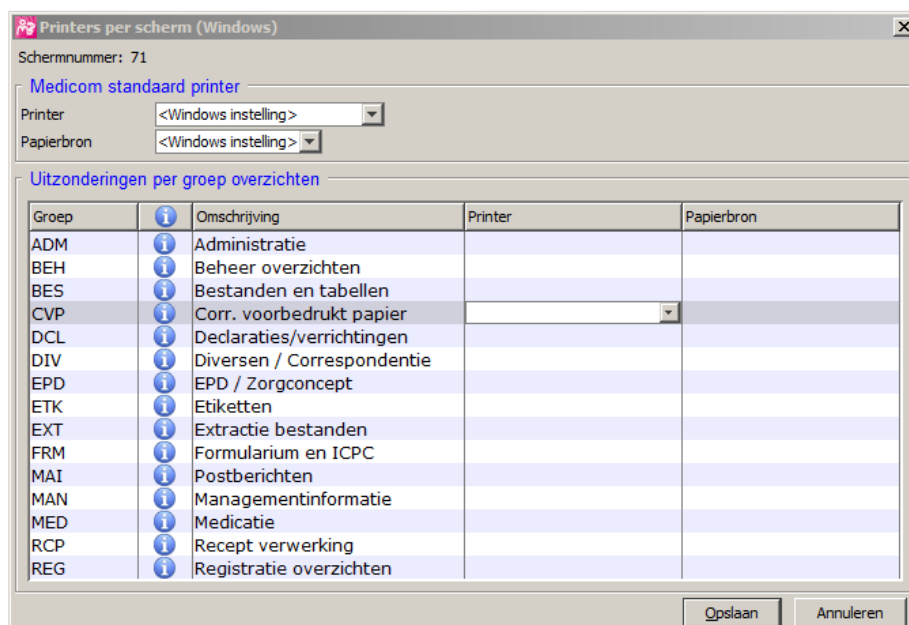 Printers per scherm (Windows)
Schermnummer: 71
Medicom standaard printer
Printer <Windows instelling>
Papierbron <Windows instelling>
Uitzonderingen per groep overzichten
Groep Omschrijving Printer Papierbron
ADM Administratie
BEH Beheer overzichten
BES Bestanden en tabellen
CVP Corr. voorbedrukt papier
DCL Declaraties/verrichtingen
DIV Diversen / Correspondentie
EPD EPD / Zorgconcept
ETK Etiketten
EXT Extractie bestanden
FRM Formularium en ICPC
MAI Postberichten
MAN Managementinformatie
MED Medicatie
RCP Recept verwerking
REG Registratie overzichten
Opslaan Annuleren